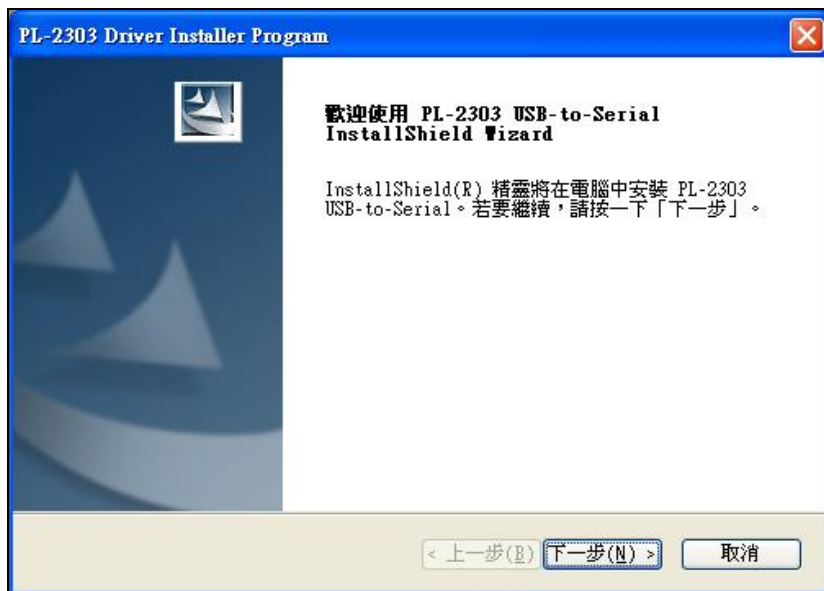 PL-2303 Driver Installer Program
歡迎使用 PL-2303 USB-to-Serial
InstallShield Wizard
InstallShield(R) 精靈將在電腦中安裝 PL-2303
USB-to-Serial。若要繼續，請按一下「下一步」。
< 上一步(B) 下一步(N) > 取消